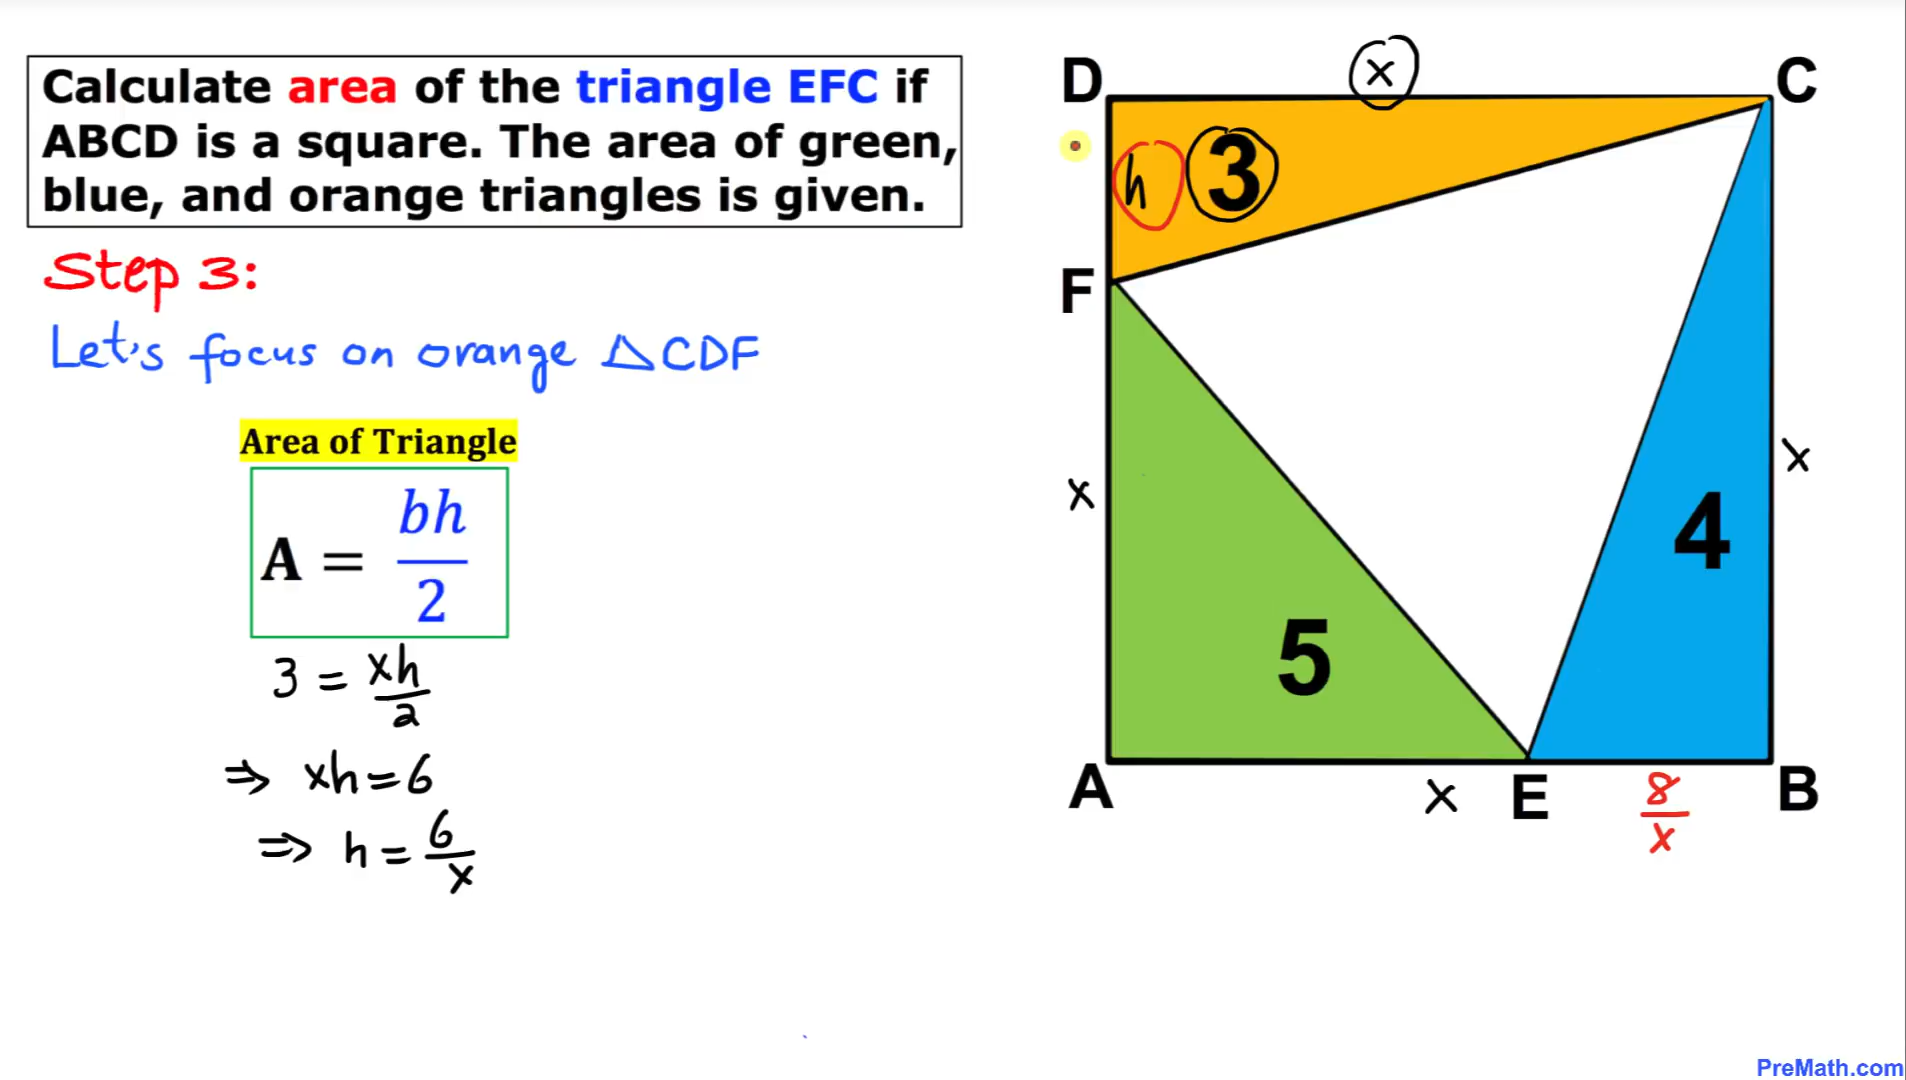 Calculate area of the triangle EFC if
ABCD is a square. The area of green,
blue, and orange triangles is given.
Step 3:
Let's focus on orange △CDF
Area of Triangle
A = bh/2
3 = xh/2
⇒ xh = 6
⇒ h = 6/x
D
x
C
h
3
F
x
x
4
5
A
x
E
8/x
B
PreMath.com